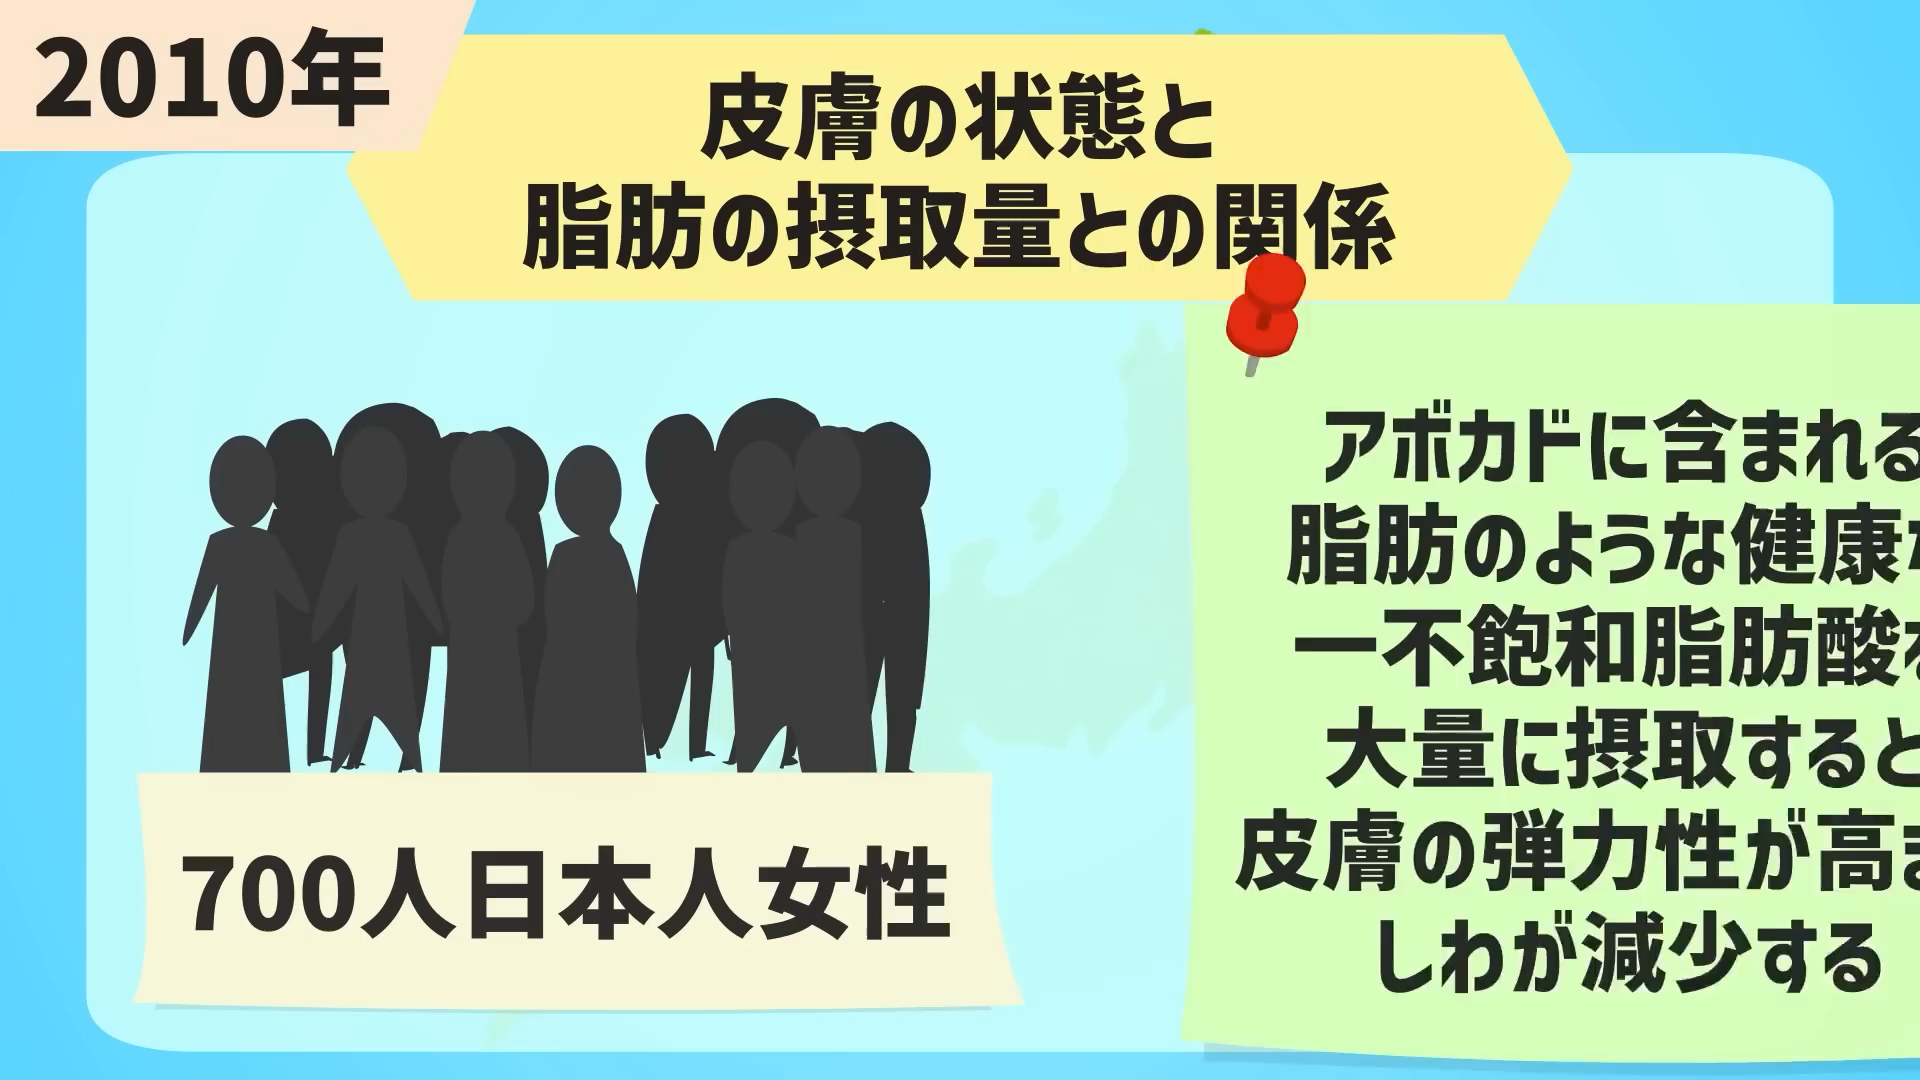 2010年
皮膚の状態と
脂肪の摂取量との関係
アボカドに含まれる
脂肪のような健康な
一不飽和脂肪酸を
大量に摂取すると
皮膚の弾力性が高ま
しわが減少する
700人日本人女性